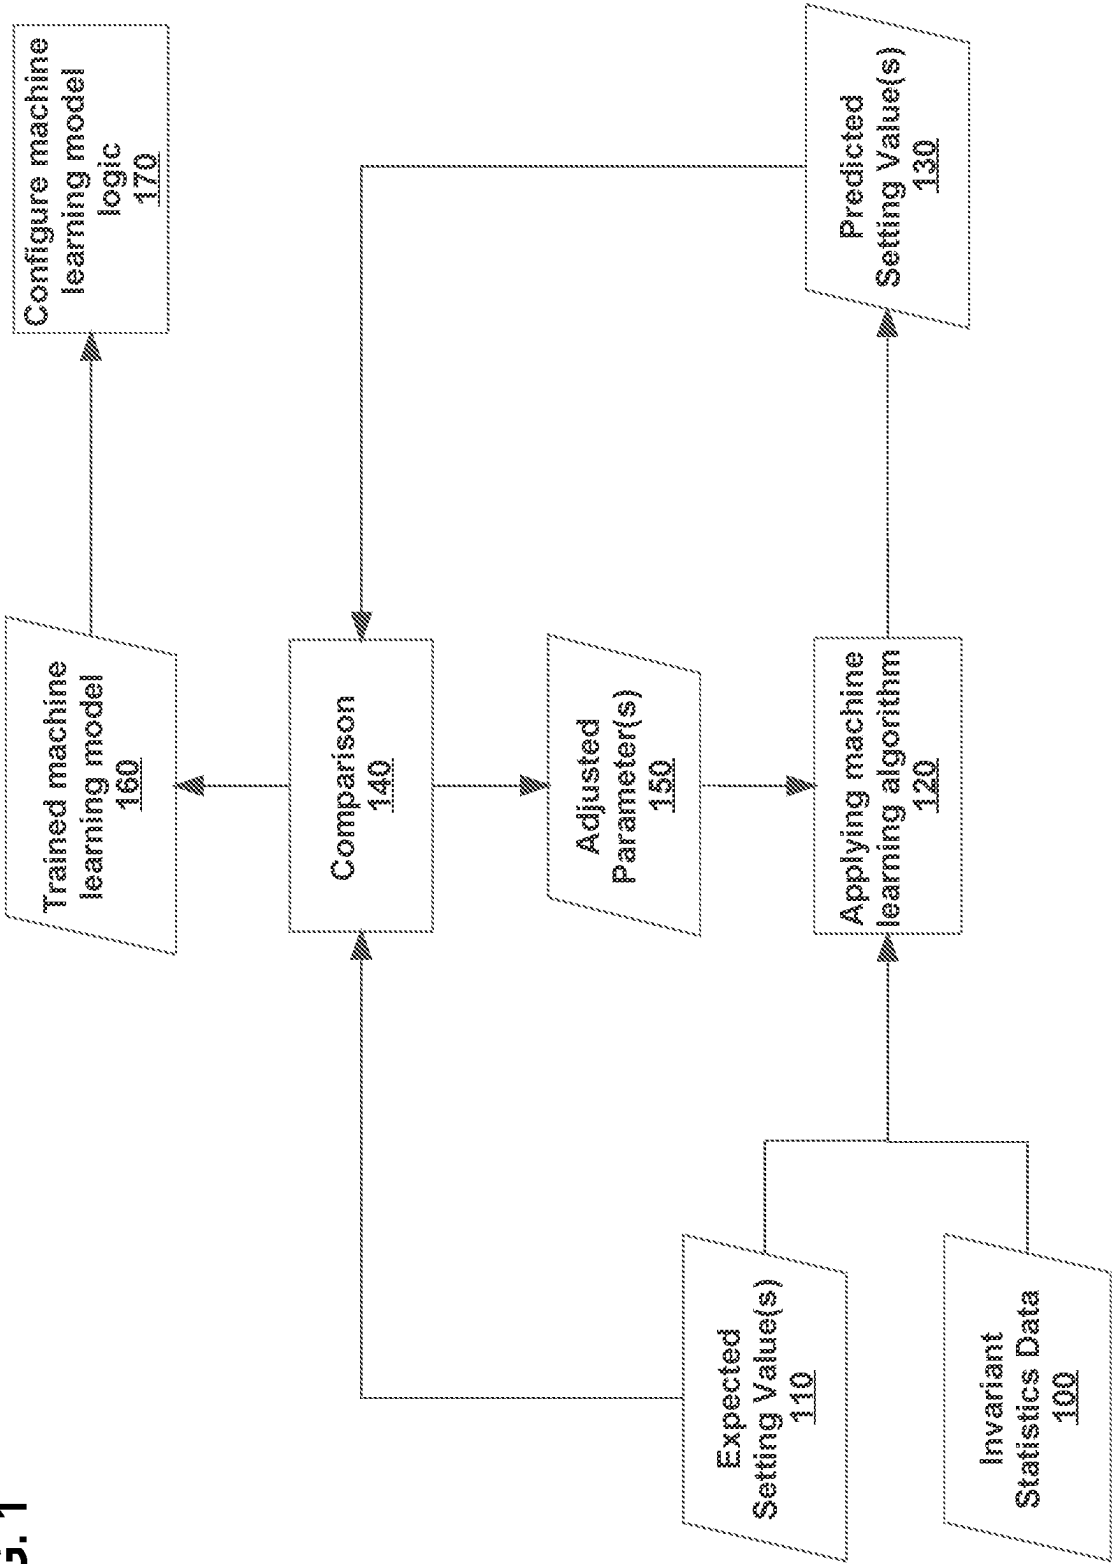 Configure machine
learning model
logic
170
Trained machine
learning model
160
Comparison
140
Predicted
Setting Value(s)
130
Adjusted
Parameter(s)
150
Applying machine
learning algorithm
120
Expected
Setting Value(s)
110
Invariant
Statistics Data
100
G. 1